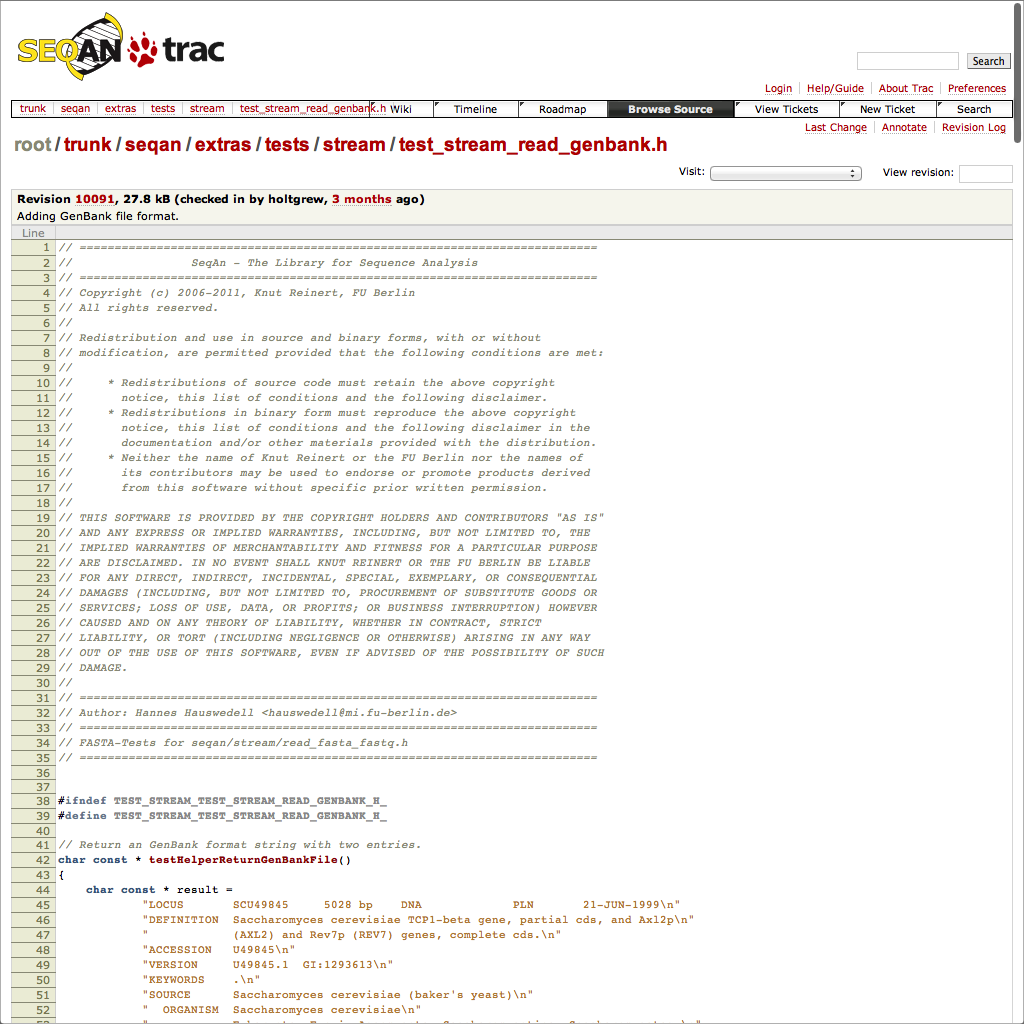 SEQAN trac
Search
Login Help/Guide About Trac Preferences
trunk seqan extras tests stream test_stream_read_genbank.h Wiki Timeline Roadmap Browse Source View Tickets New Ticket Search
Last Change Annotate Revision Log
root/trunk/seqan/extras/tests/stream/test_stream_read_genbank.h
Visit: View revision:
Revision 10091, 27.8 kB (checked in by holtgrew, 3 months ago)
Adding GenBank file format.
Line
1 // ==========================================================================
2 //                 SeqAn - The Library for Sequence Analysis
3 // ==========================================================================
4 // Copyright (c) 2006-2011, Knut Reinert, FU Berlin
5 // All rights reserved.
6 //
7 // Redistribution and use in source and binary forms, with or without
8 // modification, are permitted provided that the following conditions are met:
9 //
10 //     * Redistributions of source code must retain the above copyright
11 //       notice, this list of conditions and the following disclaimer.
12 //     * Redistributions in binary form must reproduce the above copyright
13 //       notice, this list of conditions and the following disclaimer in the
14 //       documentation and/or other materials provided with the distribution.
15 //     * Neither the name of Knut Reinert or the FU Berlin nor the names of
16 //       its contributors may be used to endorse or promote products derived
17 //       from this software without specific prior written permission.
18 //
19 // THIS SOFTWARE IS PROVIDED BY THE COPYRIGHT HOLDERS AND CONTRIBUTORS "AS IS"
20 // AND ANY EXPRESS OR IMPLIED WARRANTIES, INCLUDING, BUT NOT LIMITED TO, THE
21 // IMPLIED WARRANTIES OF MERCHANTABILITY AND FITNESS FOR A PARTICULAR PURPOSE
22 // ARE DISCLAIMED. IN NO EVENT SHALL KNUT REINERT OR THE FU BERLIN BE LIABLE
23 // FOR ANY DIRECT, INDIRECT, INCIDENTAL, SPECIAL, EXEMPLARY, OR CONSEQUENTIAL
24 // DAMAGES (INCLUDING, BUT NOT LIMITED TO, PROCUREMENT OF SUBSTITUTE GOODS OR
25 // SERVICES; LOSS OF USE, DATA, OR PROFITS; OR BUSINESS INTERRUPTION) HOWEVER
26 // CAUSED AND ON ANY THEORY OF LIABILITY, WHETHER IN CONTRACT, STRICT
27 // LIABILITY, OR TORT (INCLUDING NEGLIGENCE OR OTHERWISE) ARISING IN ANY WAY
28 // OUT OF THE USE OF THIS SOFTWARE, EVEN IF ADVISED OF THE POSSIBILITY OF SUCH
29 // DAMAGE.
30 //
31 // ==========================================================================
32 // Author: Hannes Hauswedell <hauswedell@mi.fu-berlin.de>
33 // ==========================================================================
34 // FASTA-Tests for seqan/stream/read_fasta_fastq.h
35 // ==========================================================================
36
37
38 #ifndef TEST_STREAM_TEST_STREAM_READ_GENBANK_H_
39 #define TEST_STREAM_TEST_STREAM_READ_GENBANK_H_
40
41 // Return an GenBank format string with two entries.
42 char const * testHelperReturnGenBankFile()
43 {
44     char const * result =
45             "LOCUS       SCU49845     5028 bp    DNA             PLN       21-JUN-1999\n"
46             "DEFINITION  Saccharomyces cerevisiae TCP1-beta gene, partial cds, and Axl2p\n"
47             "            (AXL2) and Rev7p (REV7) genes, complete cds.\n"
48             "ACCESSION   U49845\n"
49             "VERSION     U49845.1  GI:1293613\n"
50             "KEYWORDS    .\n"
51             "SOURCE      Saccharomyces cerevisiae (baker's yeast)\n"
52             "  ORGANISM  Saccharomyces cerevisiae\n"